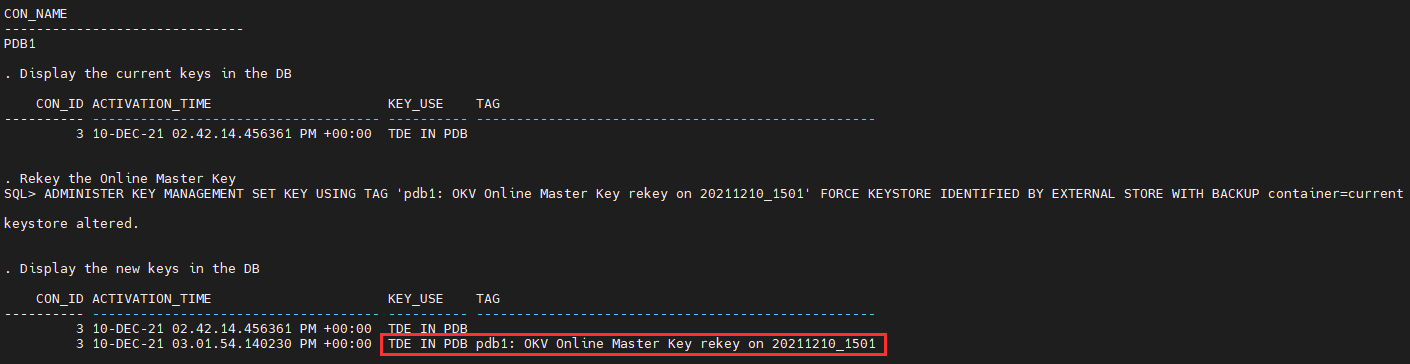 CON_NAME
------------------------------
PDB1
. Display the current keys in the DB
    CON_ID ACTIVATION_TIME                      KEY_USE    TAG
---------- ------------------------------------ ---------- --------------------------------------------------
         3 10-DEC-21 02.42.14.456361 PM +00:00  TDE IN PDB
. Rekey the Online Master Key
SQL> ADMINISTER KEY MANAGEMENT SET KEY USING TAG 'pdb1: OKV Online Master Key rekey on 20211210_1501' FORCE KEYSTORE IDENTIFIED BY EXTERNAL STORE WITH BACKUP container=current
keystore altered.
. Display the new keys in the DB
    CON_ID ACTIVATION_TIME                      KEY_USE    TAG
---------- ------------------------------------ ---------- --------------------------------------------------
         3 10-DEC-21 02.42.14.456361 PM +00:00  TDE IN PDB
         3 10-DEC-21 03.01.54.140230 PM +00:00  TDE IN PDB pdb1: OKV Online Master Key rekey on 20211210_1501